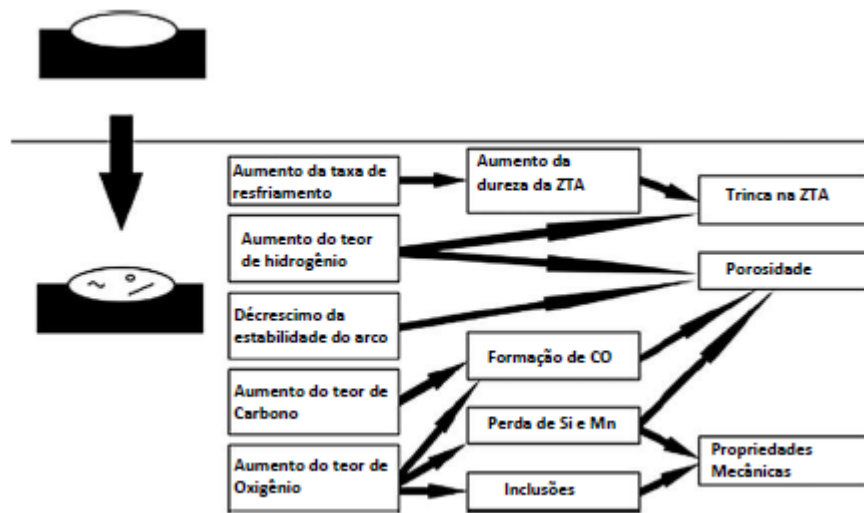 Aumento da taxa de
resfriamento
Aumento da
dureza da ZTA
Trinca na ZTA
Aumento do teor
de hidrogênio
Porosidade
Décrescimo da
estabilidade do arco
Formação de CO
Aumento do teor de
Carbono
Perda de Si e Mn
Propriedades
Mecânicas
Aumento do teor de
Oxigênio
Inclusões